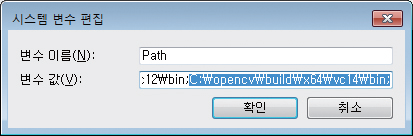 시스템 변수 편집
변수 이름(N): Path
변수 값(V): :12₩bin;C:₩opencv₩build₩x64₩vc14₩bin;
확인 취소